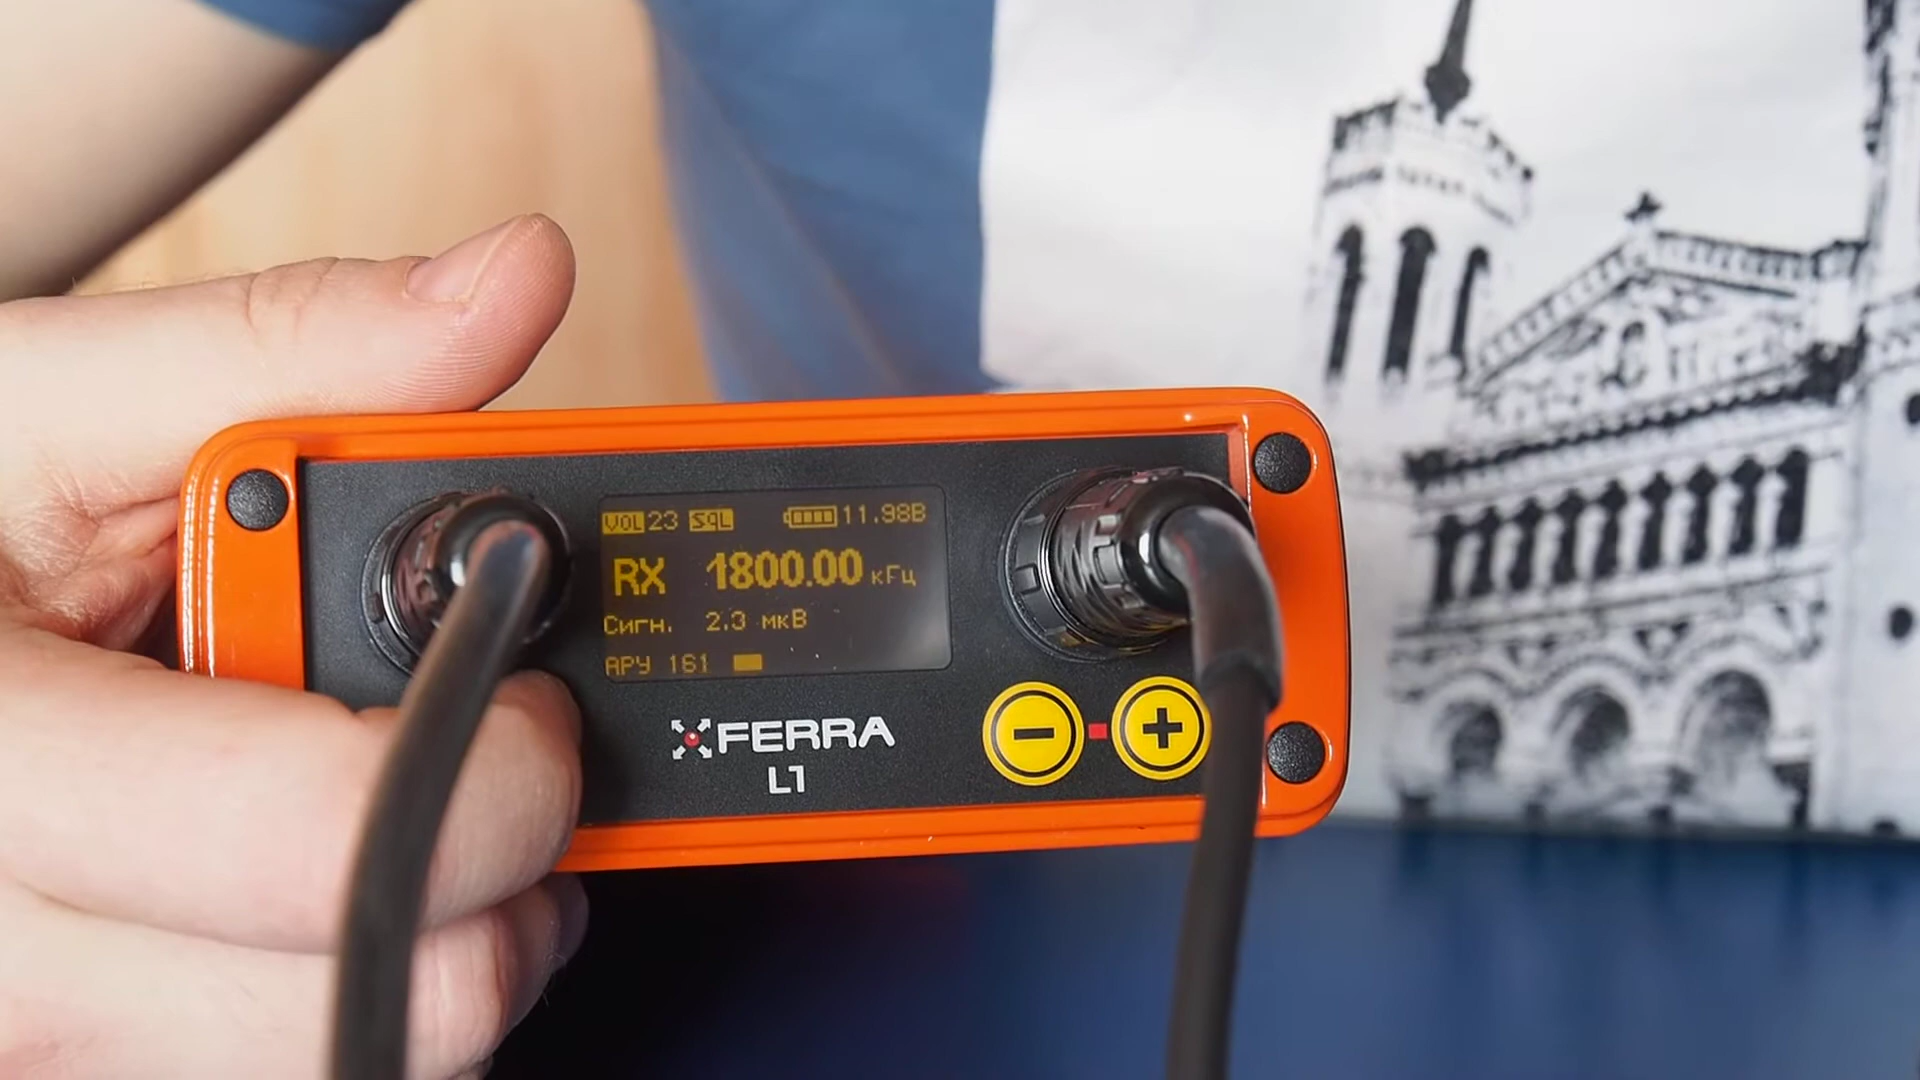 VOL 23 SQL 11.98В
RX 1800.00 кГц
Сигн. 2.3 мкВ
АРУ 161
FERRA
L1